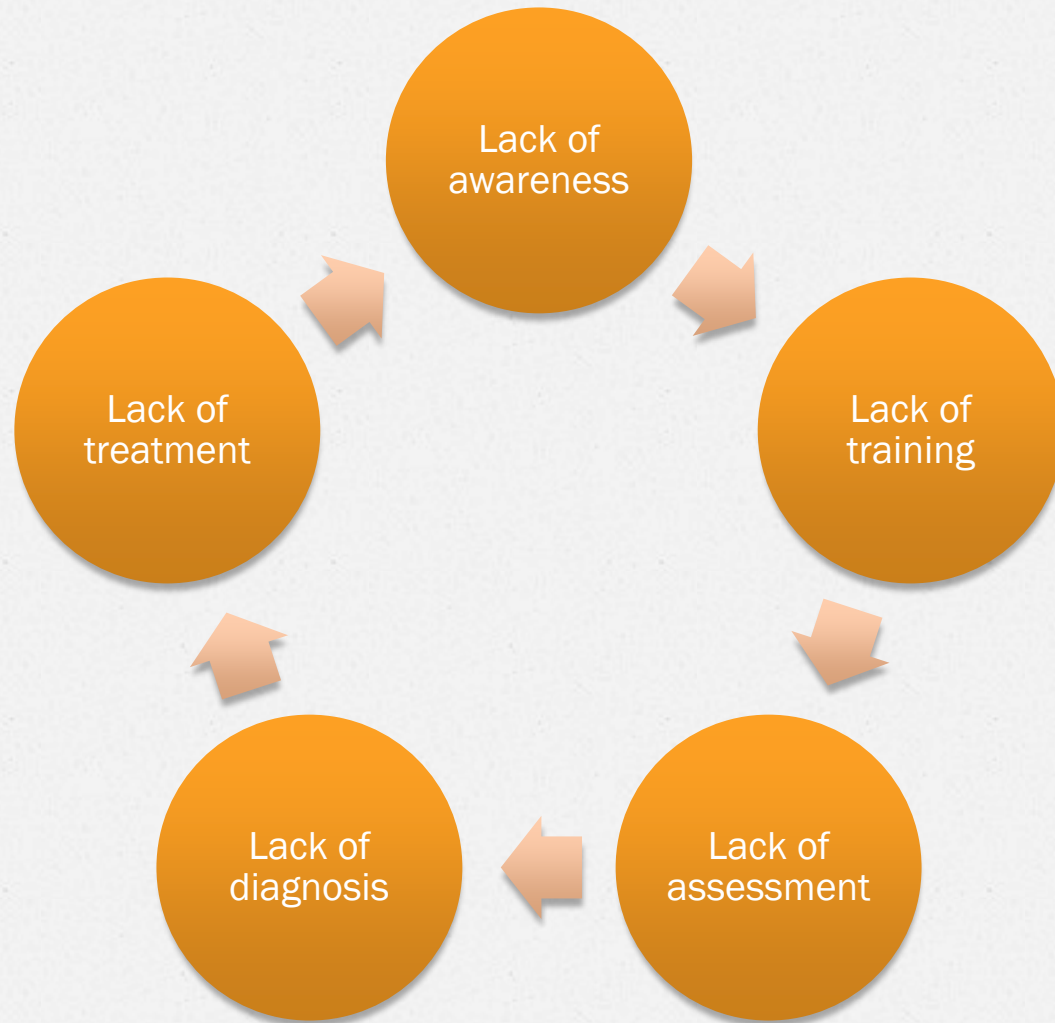 Lack of
awareness
Lack of
training
Lack of
assessment
Lack of
diagnosis
Lack of
treatment